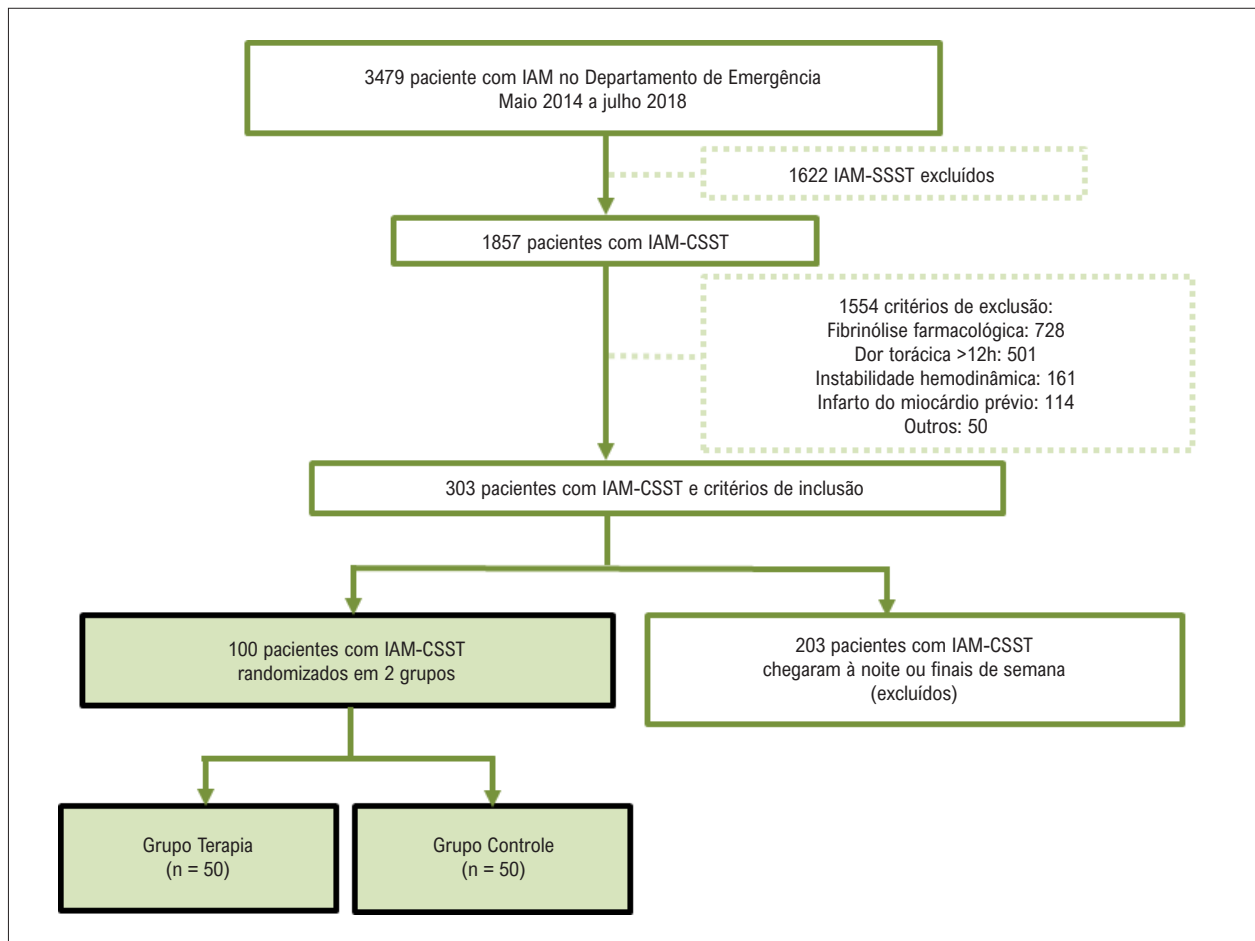 3479 paciente com IAM no Departamento de Emergência
Maio 2014 a julho 2018
1622 IAM-SSST excluídos
1857 pacientes com IAM-CSST
1554 critérios de exclusão:
Fibrinólise farmacológica: 728
Dor torácica >12h: 501
Instabilidade hemodinâmica: 161
Infarto do miocárdio prévio: 114
Outros: 50
303 pacientes com IAM-CSST e critérios de inclusão
100 pacientes com IAM-CSST
randomizados em 2 grupos
203 pacientes com IAM-CSST
chegaram à noite ou finais de semana
(excluídos)
Grupo Terapia
(n = 50)
Grupo Controle
(n = 50)